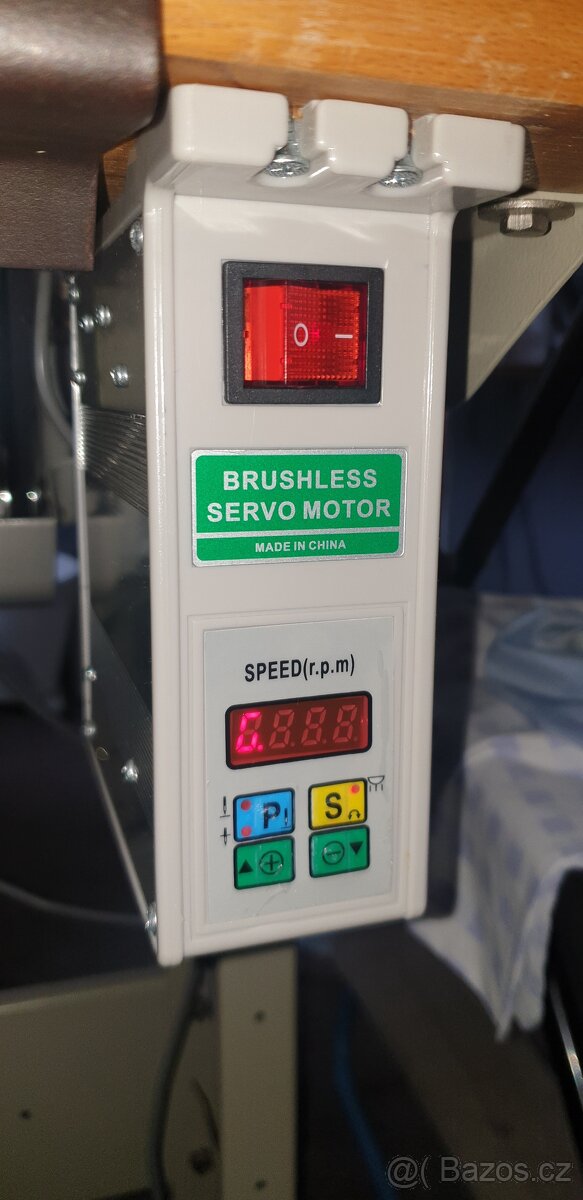 O —
BRUSHLESS
SERVO MOTOR
MADE IN CHINA
SPEED(r.p.m)
P S
@( Bazos.cz